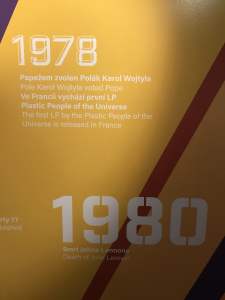 1978
Papežem zvolen Polák Karol Wojtyla
Pole Karol Wojtyla voted Pope
Ve Francii vychází první LP
Plastic People of the Universe
The first LP by the Plastic People of the
Universe is released in France
1980
Smrt Johna Lennona
Death of John Lennon